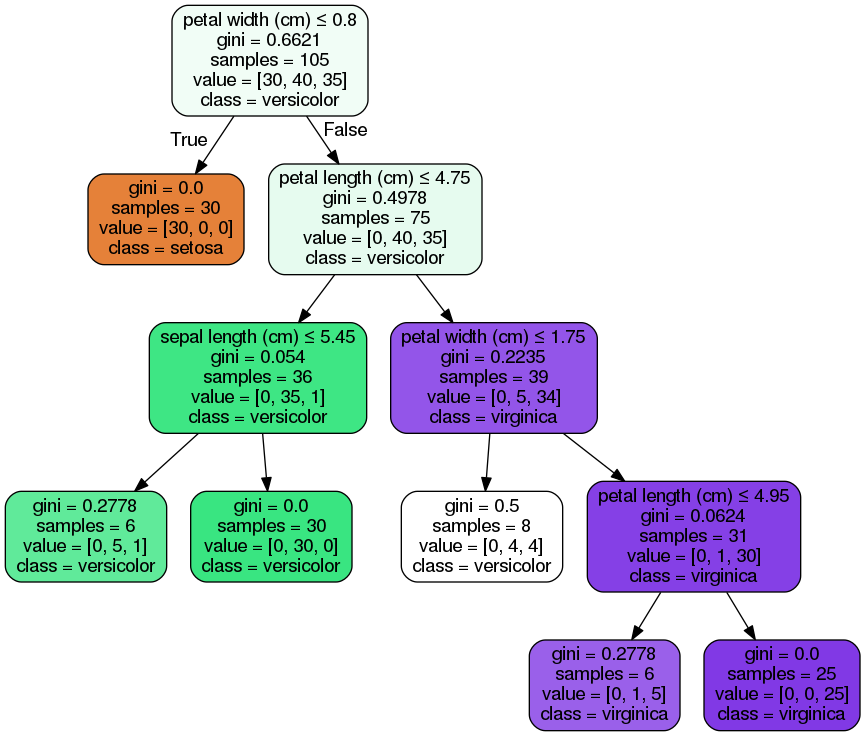 petal width (cm) ≤ 0.8
gini = 0.6621
samples = 105
value = [30, 40, 35]
class = versicolor
True
False
gini = 0.0
samples = 30
value = [30, 0, 0]
class = setosa
petal length (cm) ≤ 4.75
gini = 0.4978
samples = 75
value = [0, 40, 35]
class = versicolor
sepal length (cm) ≤ 5.45
gini = 0.054
samples = 36
value = [0, 35, 1]
class = versicolor
petal width (cm) ≤ 1.75
gini = 0.2235
samples = 39
value = [0, 5, 34]
class = virginica
gini = 0.2778
samples = 6
value = [0, 5, 1]
class = versicolor
gini = 0.0
samples = 30
value = [0, 30, 0]
class = versicolor
gini = 0.5
samples = 8
value = [0, 4, 4]
class = versicolor
petal length (cm) ≤ 4.95
gini = 0.0624
samples = 31
value = [0, 1, 30]
class = virginica
gini = 0.2778
samples = 6
value = [0, 1, 5]
class = virginica
gini = 0.0
samples = 25
value = [0, 0, 25]
class = virginica